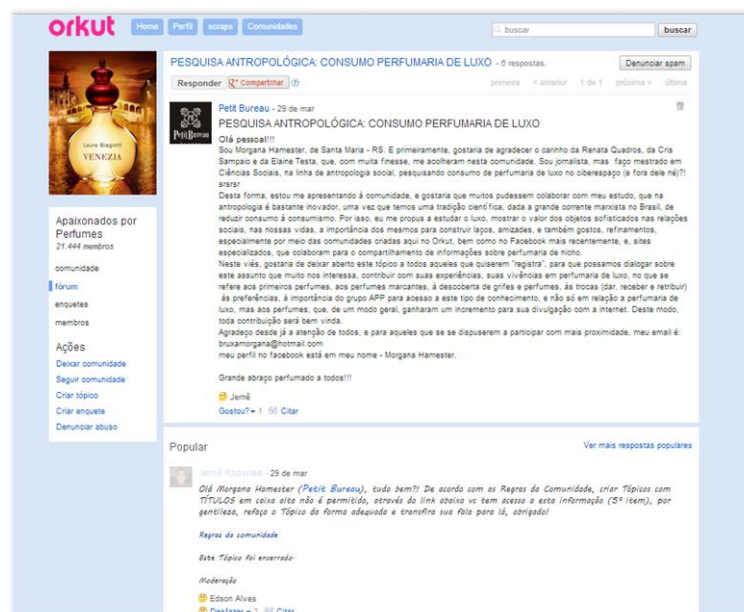 orkut Home Perfil scraps Comunidades buscar buscar
PESQUISA ANTROPOLÓGICA: CONSUMO PERFUMARIA DE LUXO - 6 respostas. Denunciar spam
Responder Compartilhar primeira < anterior 1 de 1 próxima > última
Laura Biagiotti
VENEZIA
Apaixonados por
Perfumes
21.444 membros
comunidade
fórum
enquetes
membros
Ações
Deixar comunidade
Seguir comunidade
Criar tópico
Criar enquete
Denunciar abuso
Petit Bureau
Petit Bureau - 29 de mar
PESQUISA ANTROPOLÓGICA: CONSUMO PERFUMARIA DE LUXO
Olá pessoal!!!
Sou Morgana Hamester, de Santa Maria - RS. E primeiramente, gostaria de agradecer o carinho da Renata Quadros, da Cris
Sampaio e da Elaine Testa, que, com muita finesse, me acolheram nesta comunidade. Sou jornalista, mas faço mestrado em
Ciências Sociais, na linha de antropologia social, pesquisando consumo de perfumaria de luxo no ciberespaço (e fora dele né)?!
srsrsr
Desta forma, estou me apresentando à comunidade, e gostaria que muitos pudessem colaborar com meu estudo, que na
antropologia é bastante inovador, uma vez que temos uma tradição científica, dada a grande corrente marxista no Brasil, de
reduzir consumo à consumismo. Por isso, eu me propus a estudar o luxo, mostrar o valor dos objetos sofisticados nas relações
sociais, nas nossas vidas, a importância dos mesmos para construir laços, amizades, e também gostos, refinamentos,
especialmente por meio das comunidades criadas aqui no Orkut, bem como no Facebook mais recentemente, e, sites
especializados, que colaboram para o compartilhamento de informações sobre perfumaria de nicho.
Neste viés, gostaria de deixar aberto este tópico a todos aqueles que quiserem "registra", para que possamos dialogar sobre
este assunto que muito nos interessa, contribuir com suas experiências, suas vivências em perfumaria de luxo, no que se
refere aos primeiros perfumes, aos perfumes marcantes, à descoberta de grifes e perfumes, às trocas (dar, receber e retribuir)
às preferências, à importância do grupo APP para acesso a este tipo de conhecimento, e não só em relação a perfumaria de
luxo, mas aos perfumes, que, de um modo geral, ganharam um incremento para sua divulgação com a internet. Deste modo,
toda contribuição será bem vinda.
Agradeço desde já a atenção de todos, e para aqueles que se se dispuserem a participar com mais proximidade, meu email é:
bruxamorgana@hotmail.com
meu perfil no facebook está em meu nome - Morgana Hamester.
Grande abraço perfumado a todos!!!
Jernê
Gostou? 1 Citar
Popular Ver mais respostas populares
Jernê Knowles - 29 de mar
Olá Morgana Hamester (Petit Bureau), tudo bem?! De acordo com as Regras da Comunidade, criar Tópicos com
TÍTULOS em caixa alta não é permitido, através do link abaixo vc tem acesso a esta informação (5º item), por
gentileza, refaça o Tópico da forma adequada e transfira sua fala para lá, obrigado!
Regras da comunidade
Este Tópico foi encerrado.
Moderação
Edson Alves
Desfazer 2 Citar